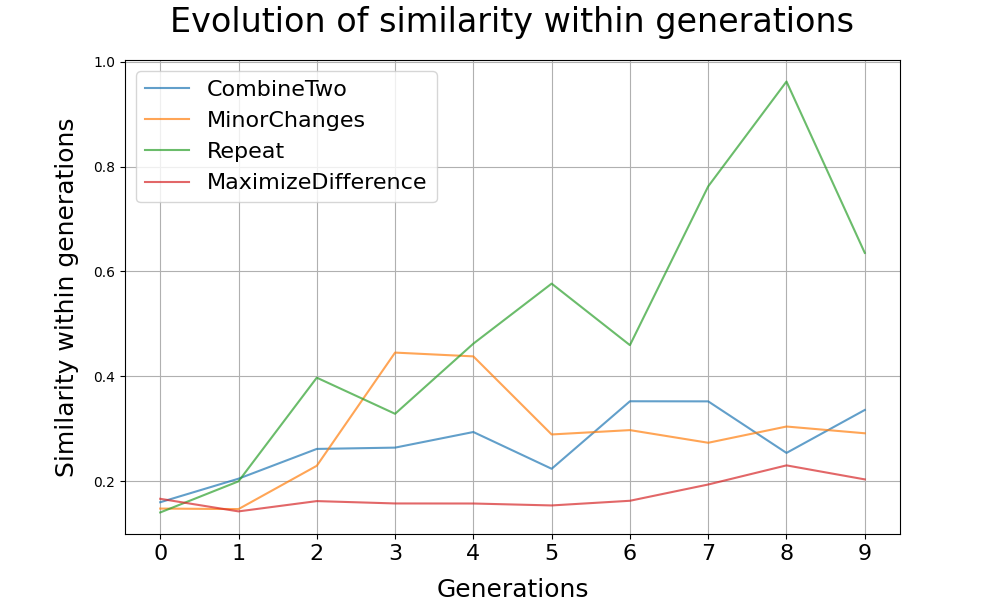 Evolution of similarity within generations
1.0
0.8
0.6
0.4
0.2
Similarity within generations
CombineTwo
MinorChanges
Repeat
MaximizeDifference
0 1 2 3 4 5 6 7 8 9
Generations